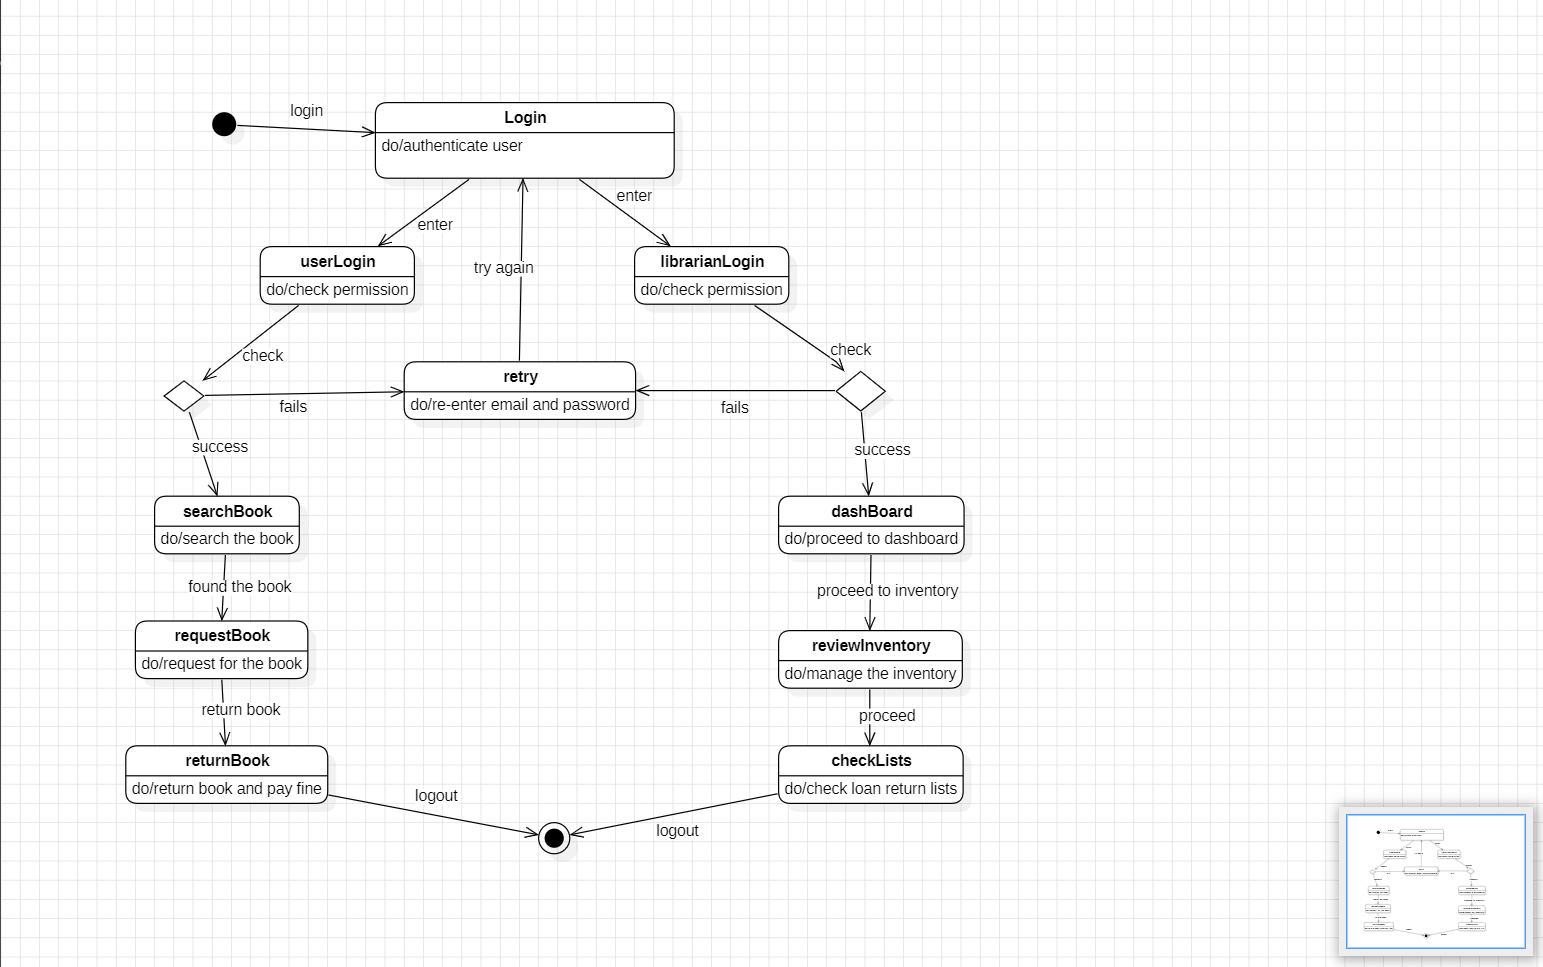 login
Login
do/authenticate user
enter
enter
userLogin
do/check permission
try again
librarianLogin
do/check permission
check
check
retry
do/re-enter email and password
fails
fails
success
success
searchBook
do/search the book
dashBoard
do/proceed to dashboard
found the book
proceed to inventory
requestBook
do/request for the book
reviewInventory
do/manage the inventory
return book
proceed
returnBook
do/return book and pay fine
checkLists
do/check loan return lists
logout
logout